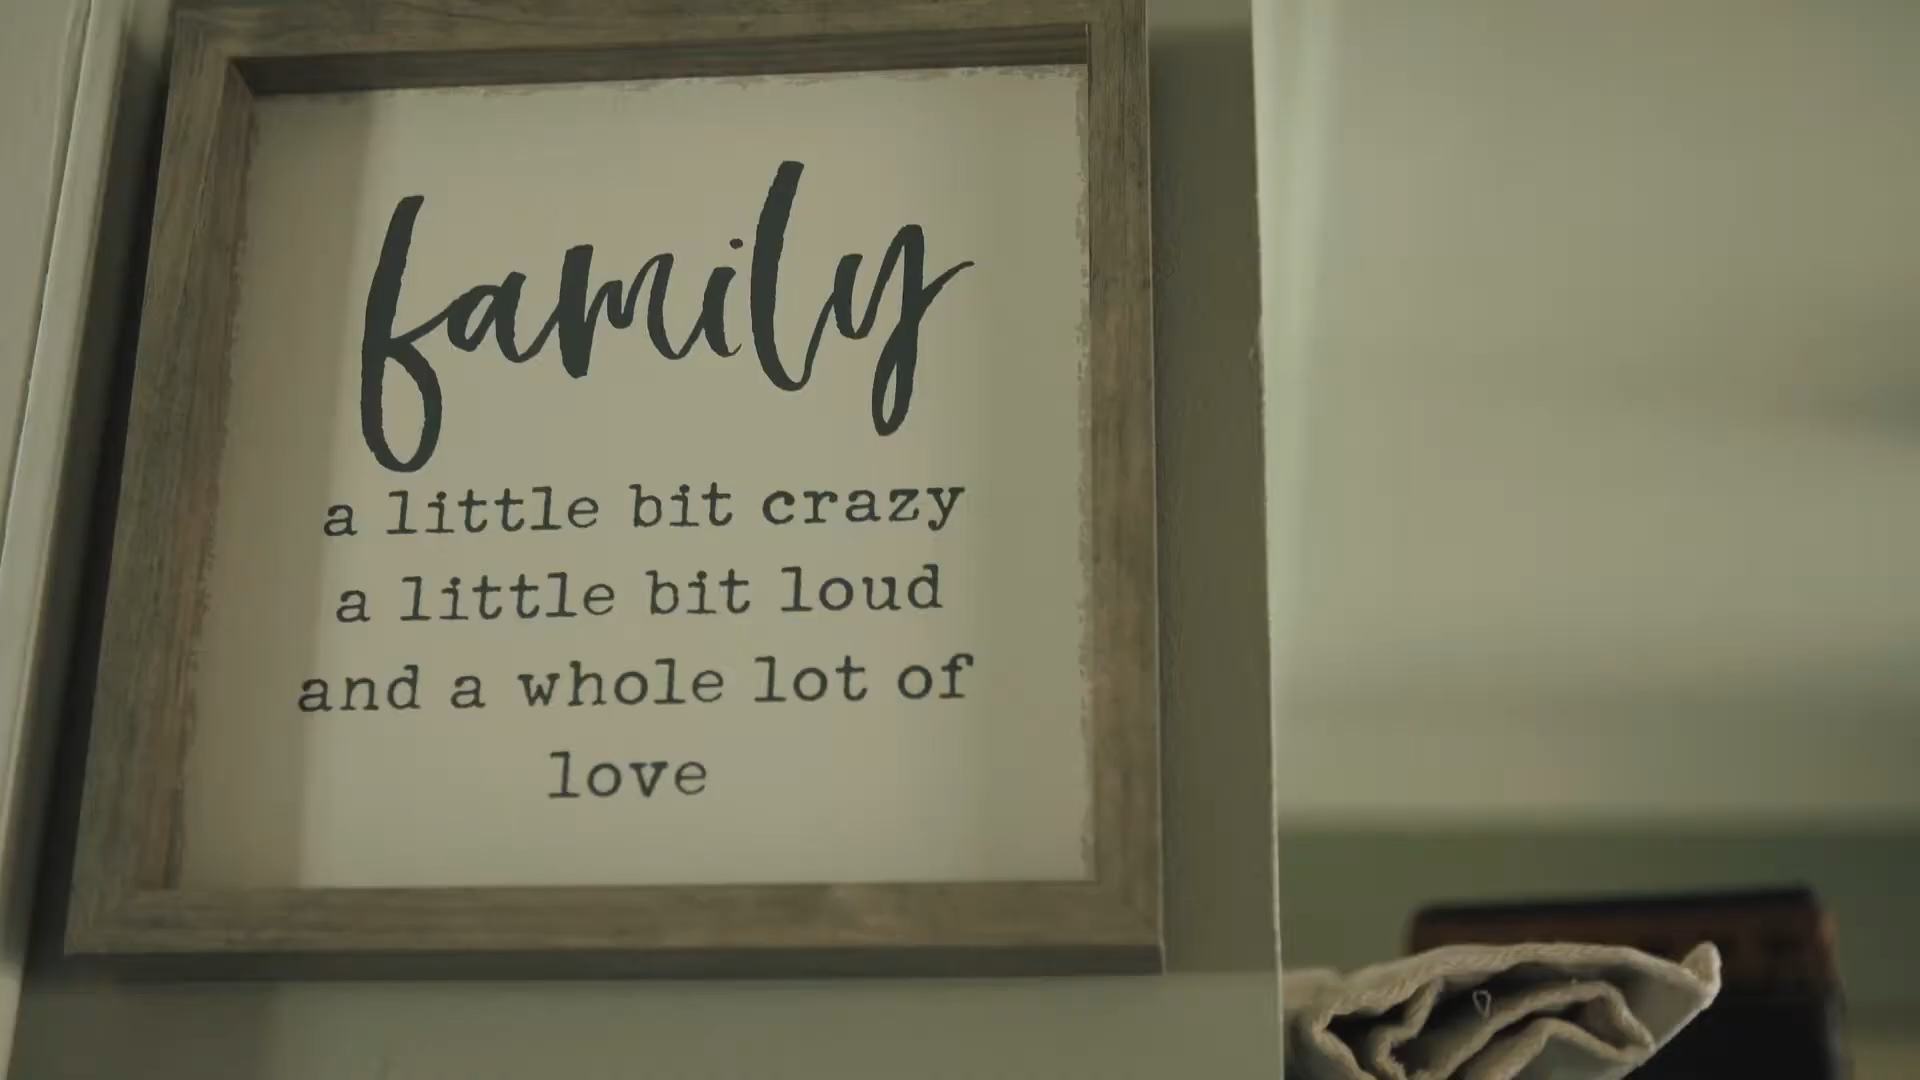 family
a little bit crazy
a little bit loud
and a whole lot of
love